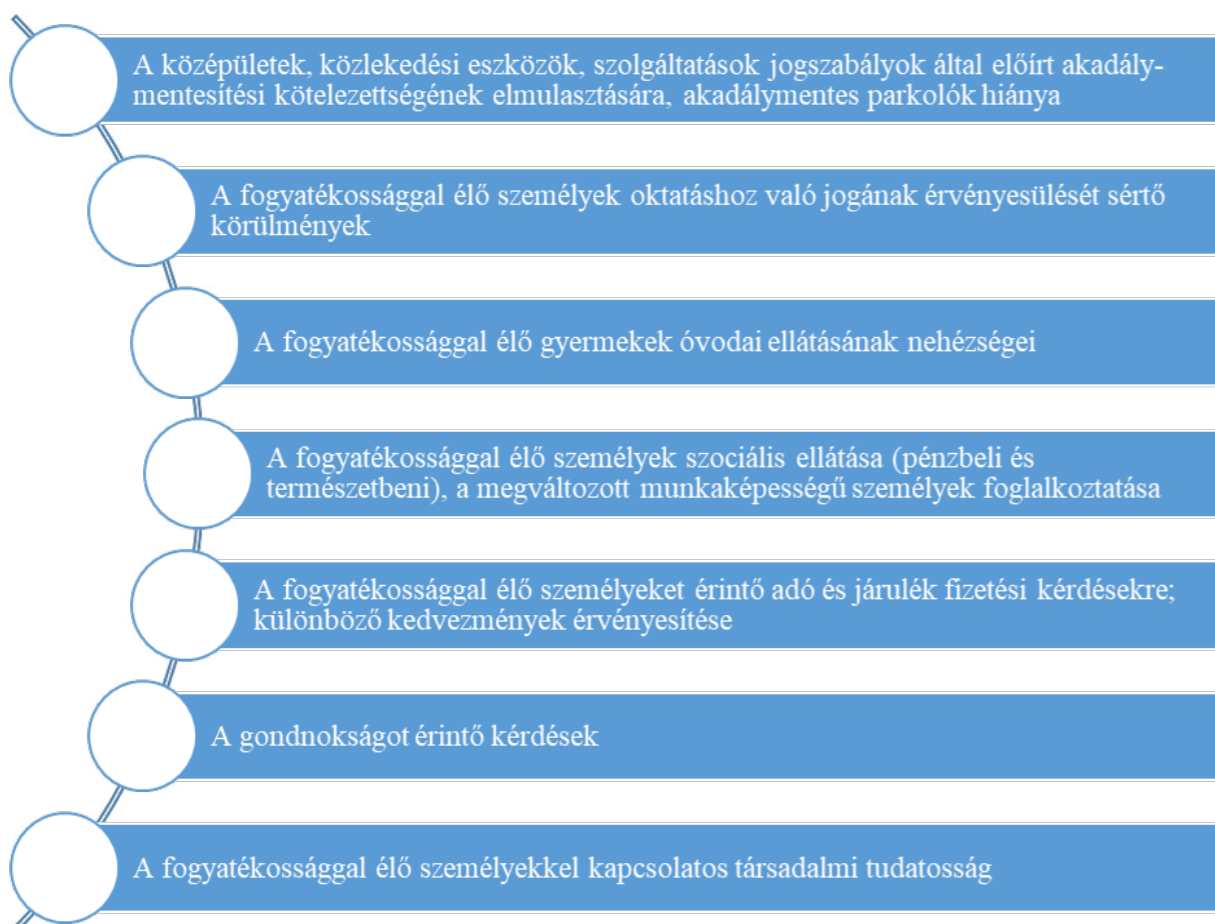 A középületek, közlekedési eszközök, szolgáltatások jogszabályok által előírt akadály-
mentesítési kötelezettségének elmulasztására, akadálymentes parkolók hiánya
A fogyatékossággal élő személyek oktatáshoz való jogának érvényesülését sértő
körülmények
A fogyatékossággal élő gyermekek óvodai ellátásának nehézségei
A fogyatékossággal élő személyek szociális ellátása (pénzbeli és
természetbeni), a megváltozott munkaképességű személyek foglalkoztatása
A fogyatékossággal élő személyeket érintő adó és járulék fizetési kérdésekre;
különböző kedvezmények érvényesítése
A gondnokságot érintő kérdések
A fogyatékossággal élő személyekkel kapcsolatos társadalmi tudatosság